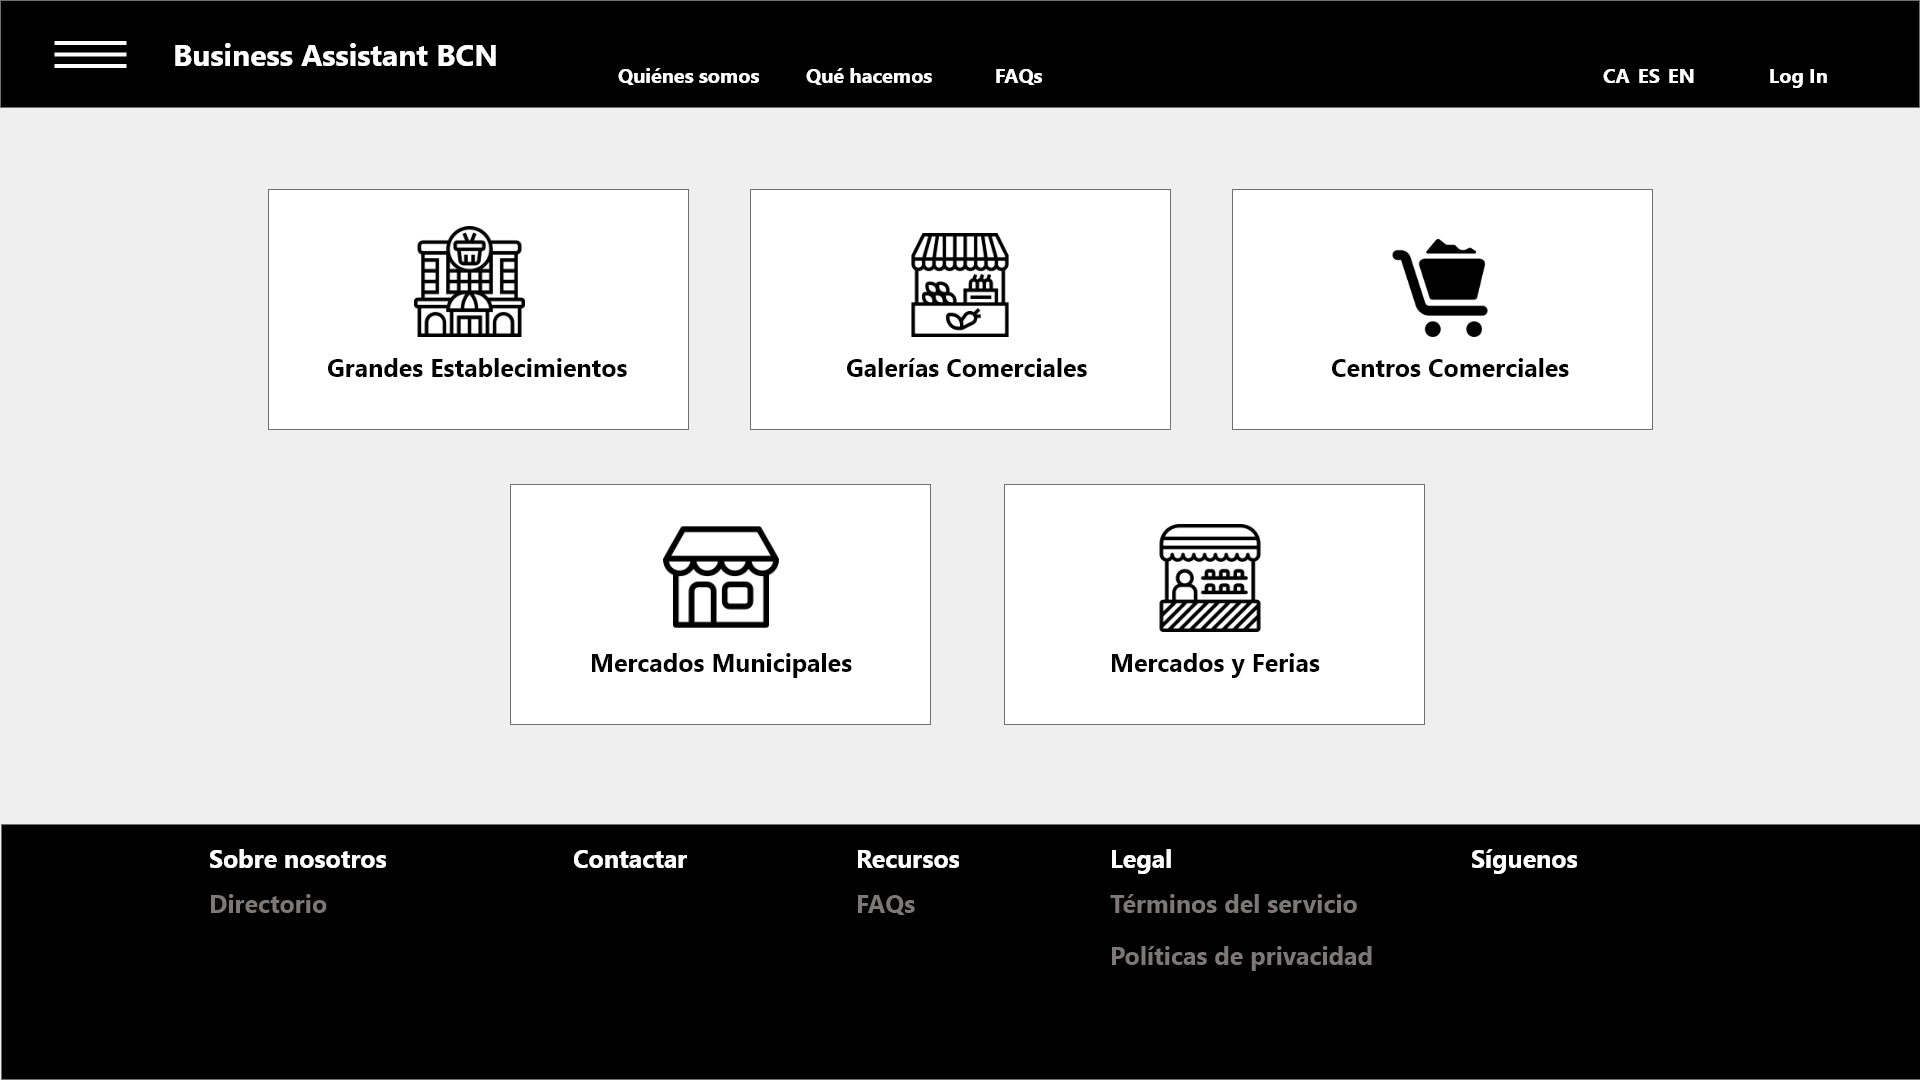 Business Assistant BCN
Quiénes somos
Qué hacemos
FAQs
CA ES EN
Log In
Grandes Establecimientos
Galerías Comerciales
Centros Comerciales
Mercados Municipales
Mercados y Ferias
Sobre nosotros
Directorio
Contactar
Recursos
FAQs
Legal
Términos del servicio
Políticas de privacidad
Síguenos